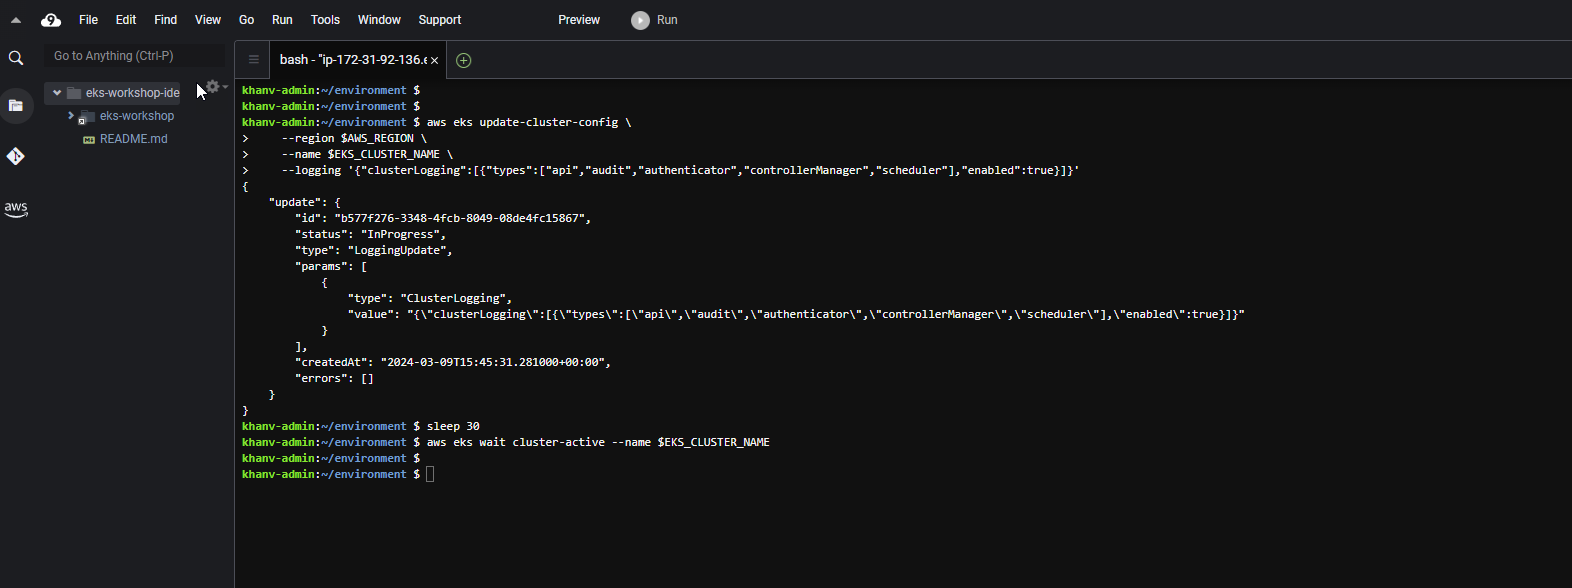 File Edit Find View Go Run Tools Window Support Preview Run
Go to Anything (Ctrl-P)
bash - "ip-172-31-92-136.e ×
eks-workshop-ide
eks-workshop
README.md
aws
khanv-admin:~/environment $
khanv-admin:~/environment $
khanv-admin:~/environment $ aws eks update-cluster-config \
>     --region $AWS_REGION \
>     --name $EKS_CLUSTER_NAME \
>     --logging '{"clusterLogging":[{"types":["api","audit","authenticator","controllerManager","scheduler"],"enabled":true}]}'
{
    "update": {
        "id": "b577f276-3348-4fcb-8049-08de4fc15867",
        "status": "InProgress",
        "type": "LoggingUpdate",
        "params": [
            {
                "type": "ClusterLogging",
                "value": "{\"clusterLogging\":[{\"types\":[\"api\",\"audit\",\"authenticator\",\"controllerManager\",\"scheduler\"],\"enabled\":true}]}"
            }
        ],
        "createdAt": "2024-03-09T15:45:31.281000+00:00",
        "errors": []
    }
}
khanv-admin:~/environment $ sleep 30
khanv-admin:~/environment $ aws eks wait cluster-active --name $EKS_CLUSTER_NAME
khanv-admin:~/environment $
khanv-admin:~/environment $